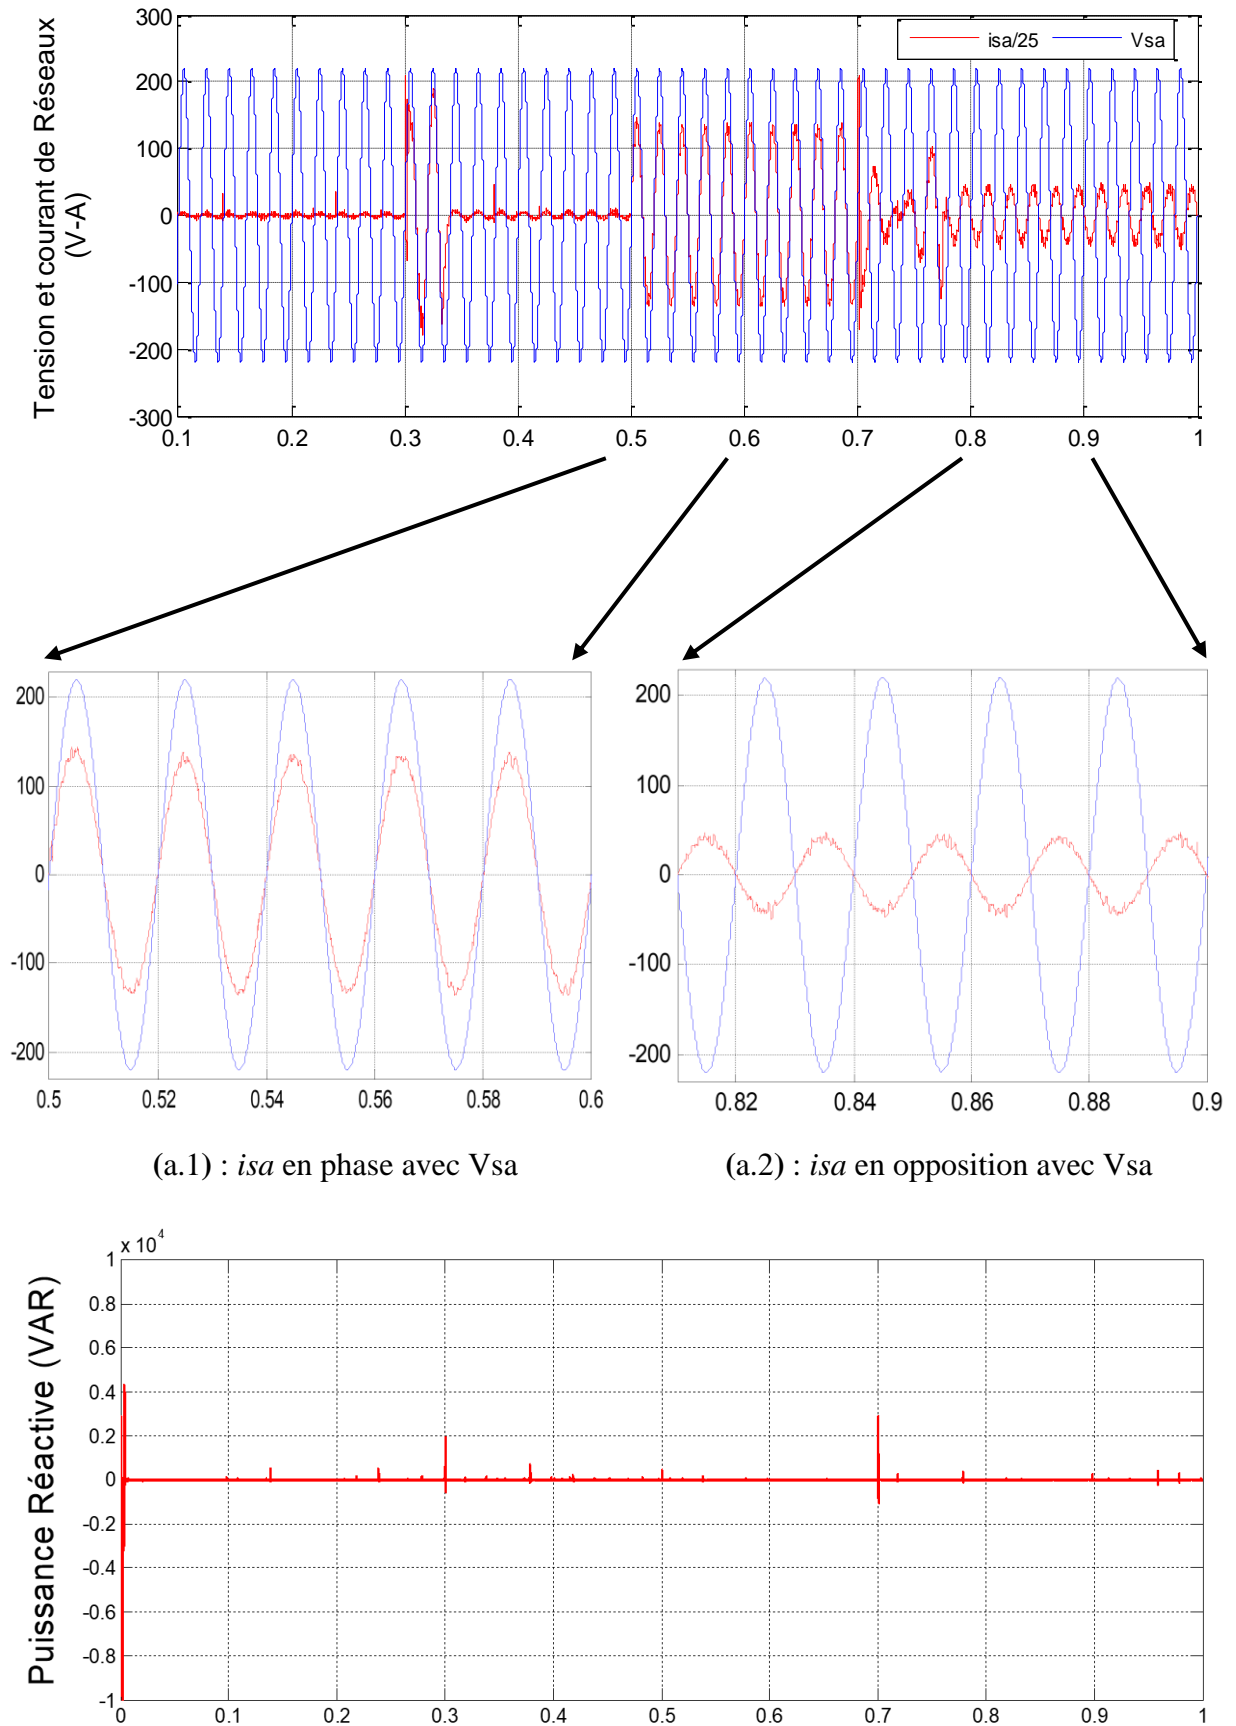 300
200
100
0
-100
-200
-300
Tension et courant de Réseaux
(V-A)
isa/25 Vsa
0.1 0.2 0.3 0.4 0.5 0.6 0.7 0.8 0.9 1
200
100
0
-100
-200
0.5 0.52 0.54 0.56 0.58 0.6
200
100
0
-100
-200
0.82 0.84 0.86 0.88 0.9
(a.1) : isa en phase avec Vsa
(a.2) : isa en opposition avec Vsa
x 10^4
1
0.8
0.6
0.4
0.2
0
-0.2
-0.4
-0.6
-0.8
-1
Puissance Réactive (VAR)
0 0.1 0.2 0.3 0.4 0.5 0.6 0.7 0.8 0.9 1